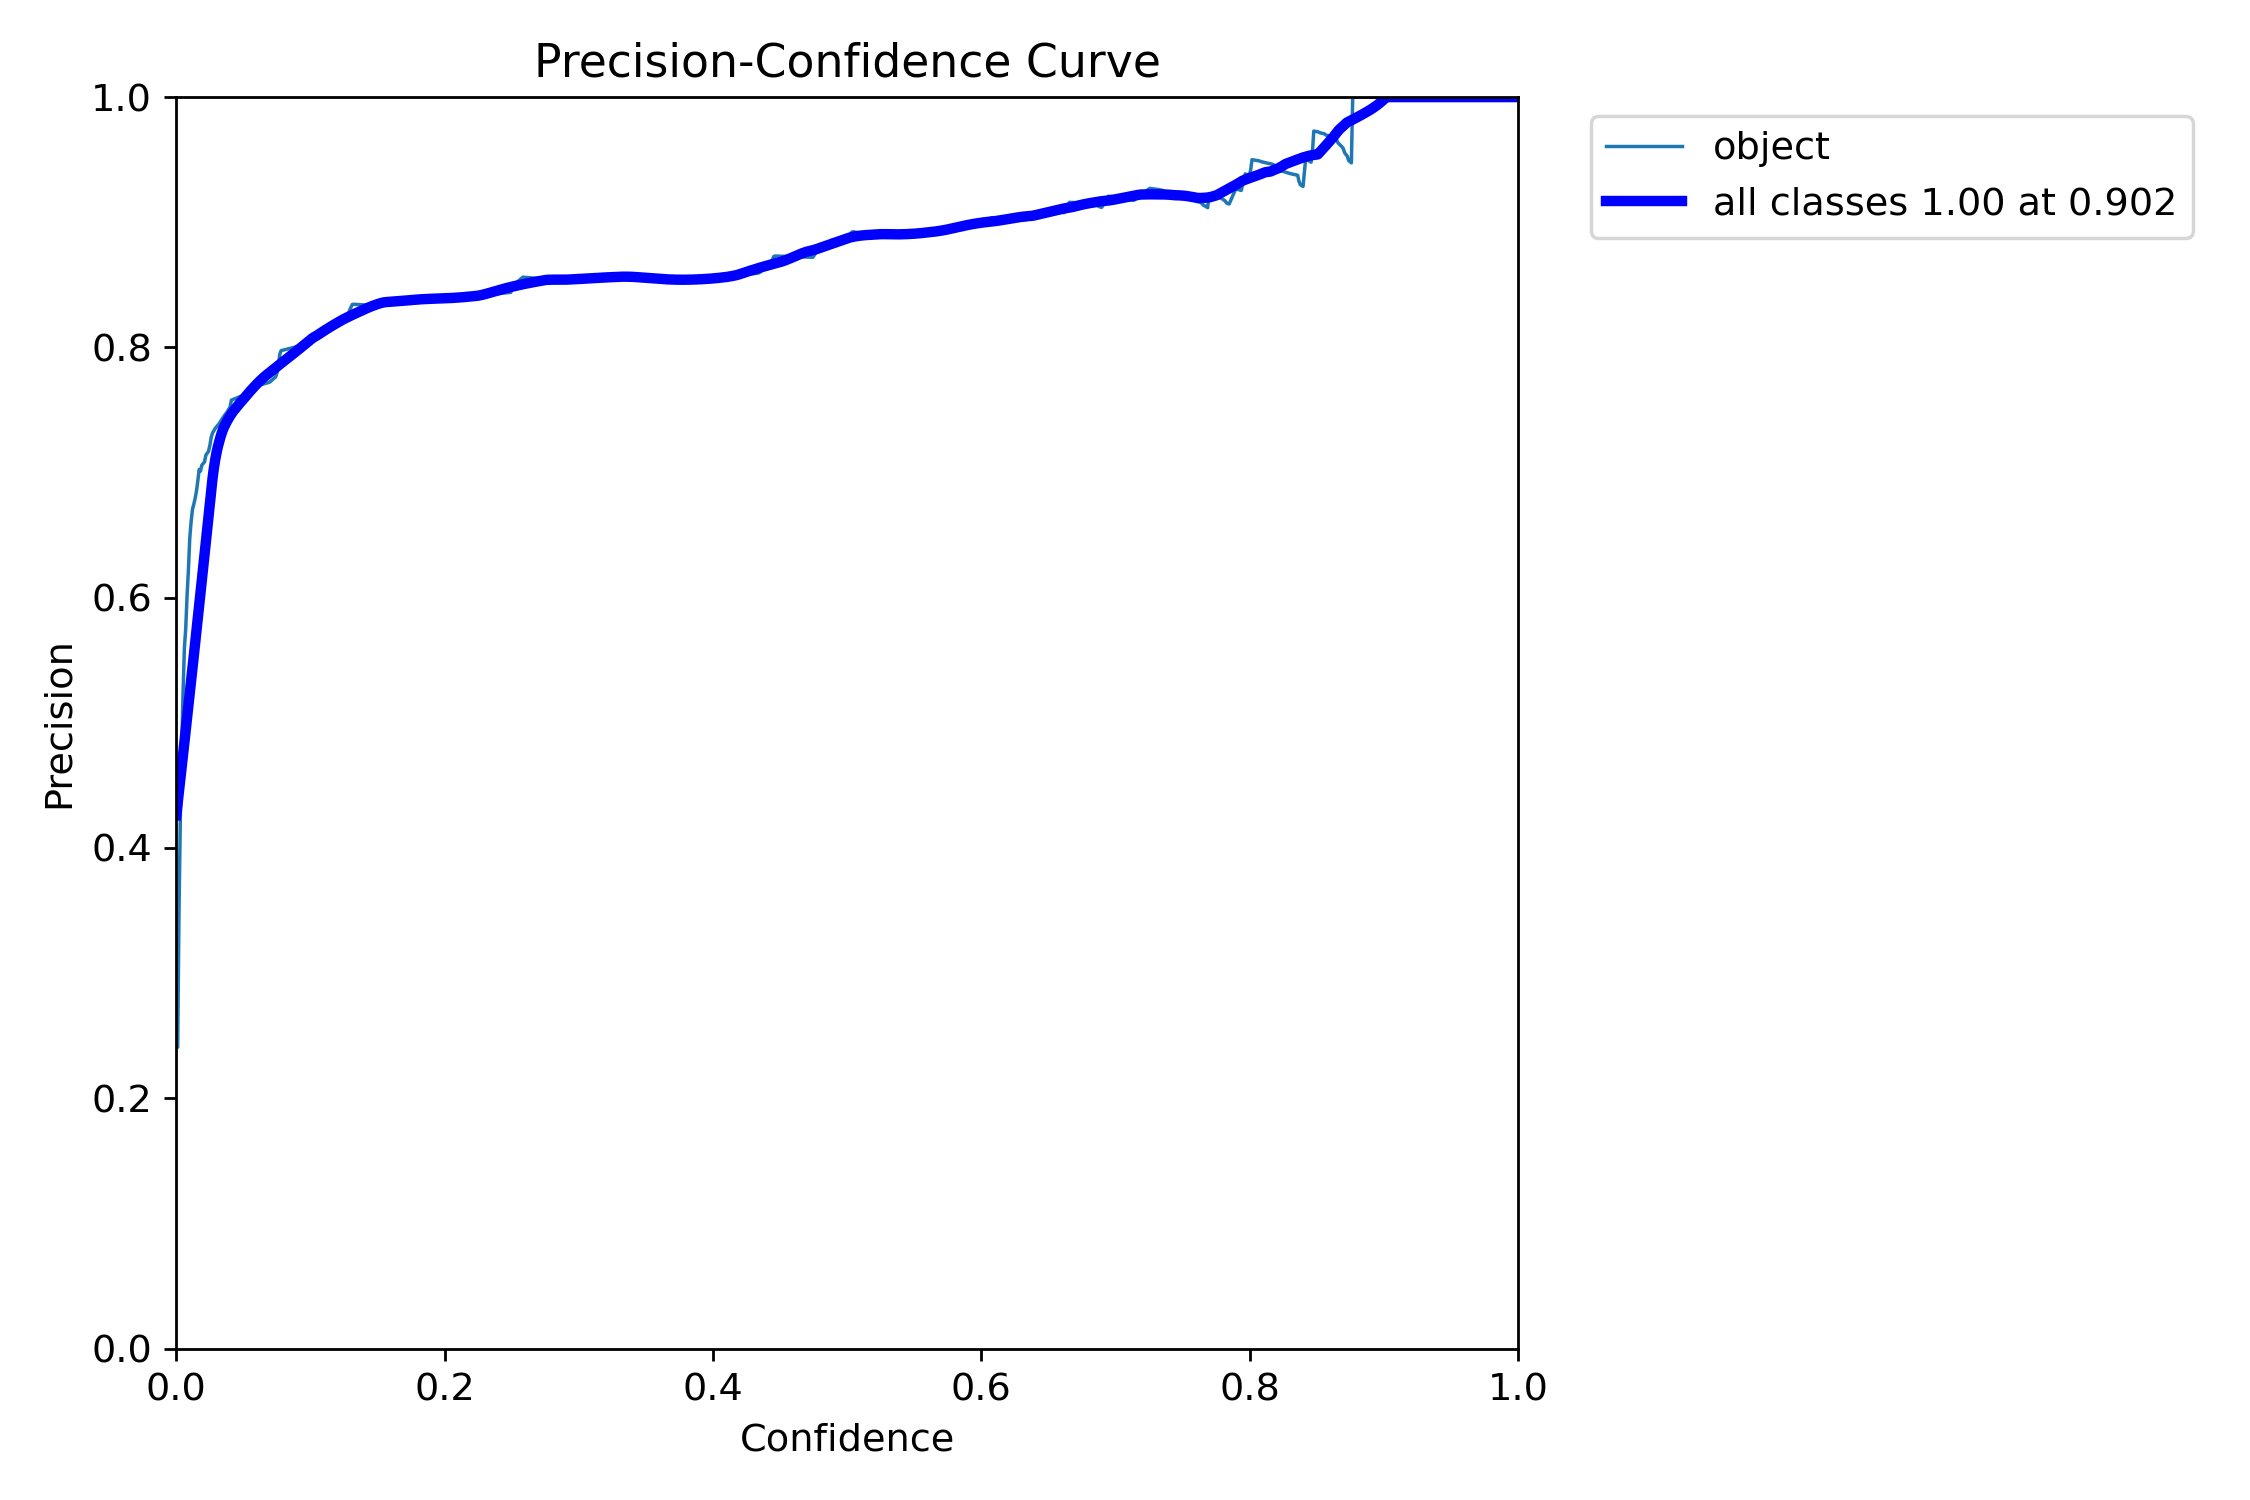 Precision-Confidence Curve
1.0
0.8
0.6
0.4
0.2
0.0
Precision
0.0 0.2 0.4 0.6 0.8 1.0
Confidence
object
all classes 1.00 at 0.902